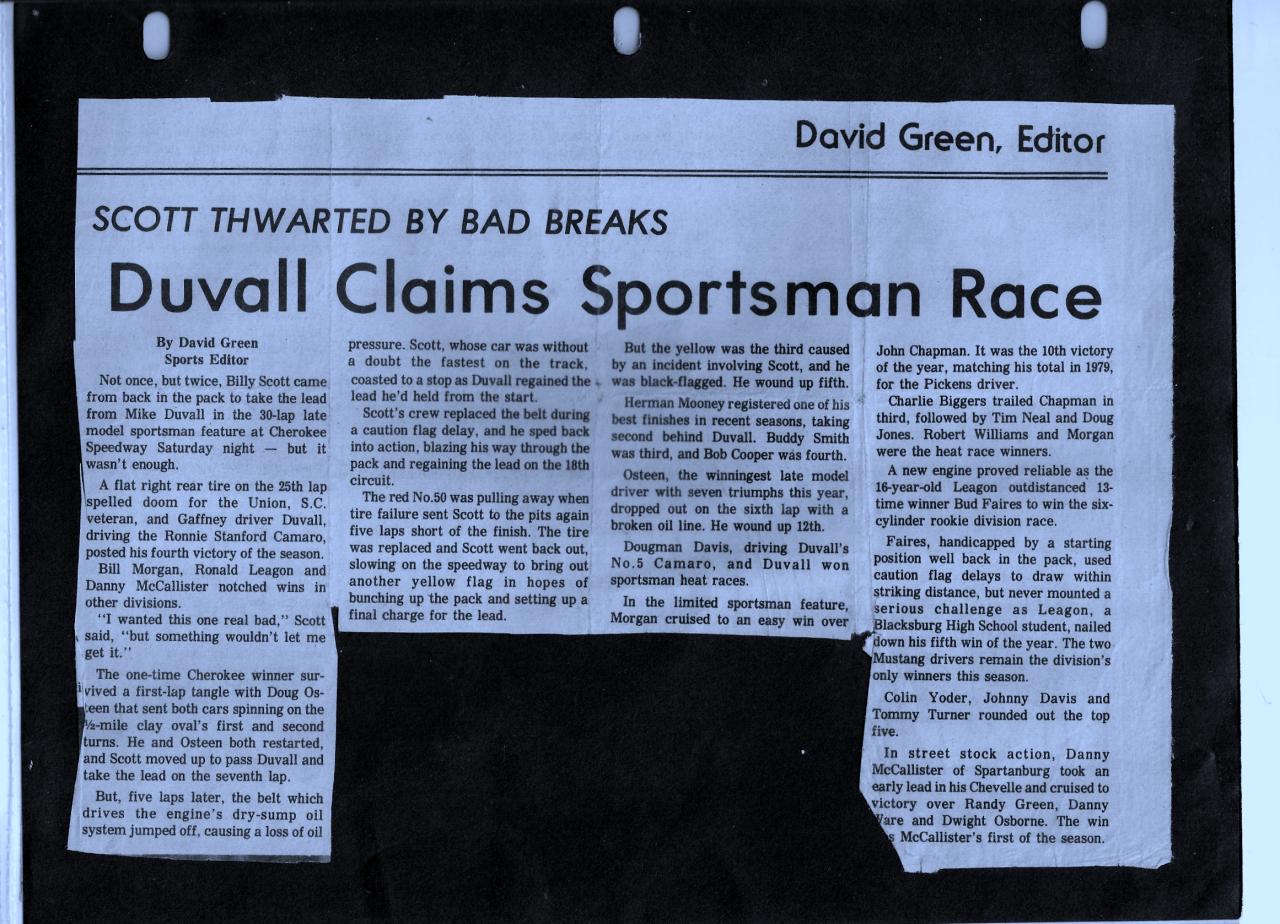 David Green, Editor
SCOTT THWARTED BY BAD BREAKS
Duvall Claims Sportsman Race
By David Green
Sports Editor
Not once, but twice, Billy Scott came
from back in the pack to take the lead
from Mike Duvall in the 30-lap late
model sportsman feature at Cherokee
Speedway Saturday night — but it
wasn't enough.
A flat right rear tire on the 25th lap
spelled doom for the Union, S.C.
veteran, and Gaffney driver Duvall,
driving the Ronnie Stanford Camaro,
posted his fourth victory of the season.
Bill Morgan, Ronald Leagon and
Danny McCallister notched wins in
other divisions.
"I wanted this one real bad," Scott
said, "but something wouldn't let me
get it."
The one-time Cherokee winner sur-
vived a first-lap tangle with Doug Os-
teen that sent both cars spinning on the
½-mile clay oval's first and second
turns. He and Osteen both restarted,
and Scott moved up to pass Duvall and
take the lead on the seventh lap.
But, five laps later, the belt which
drives the engine's dry-sump oil
system jumped off, causing a loss of oil
pressure. Scott, whose car was without
a doubt the fastest on the track,
coasted to a stop as Duvall regained the
lead he'd held from the start.
Scott's crew replaced the belt during
a caution flag delay, and he sped back
into action, blazing his way through the
pack and regaining the lead on the 18th
circuit.
The red No.50 was pulling away when
tire failure sent Scott to the pits again
five laps short of the finish. The tire
was replaced and Scott went back out,
slowing on the speedway to bring out
another yellow flag in hopes of
bunching up the pack and setting up a
final charge for the lead.
But the yellow was the third caused
by an incident involving Scott, and he
was black-flagged. He wound up fifth.
Herman Mooney registered one of his
best finishes in recent seasons, taking
second behind Duvall. Buddy Smith
was third, and Bob Cooper was fourth.
Osteen, the winningest late model
driver with seven triumphs this year,
dropped out on the sixth lap with a
broken oil line. He wound up 12th.
Dougman Davis, driving Duvall's
No.5 Camaro, and Duvall won
sportsman heat races.
In the limited sportsman feature,
Morgan cruised to an easy win over
John Chapman. It was the 10th victory
of the year, matching his total in 1979,
for the Pickens driver.
Charlie Biggers trailed Chapman in
third, followed by Tim Neal and Doug
Jones. Robert Williams and Morgan
were the heat race winners.
A new engine proved reliable as the
16-year-old Leagon outdistanced 13-
time winner Bud Faires to win the six-
cylinder rookie division race.
Faires, handicapped by a starting
position well back in the pack, used
caution flag delays to draw within
striking distance, but never mounted a
serious challenge as Leagon, a
Blacksburg High School student, nailed
down his fifth win of the year. The two
Mustang drivers remain the division's
only winners this season.
Colin Yoder, Johnny Davis and
Tommy Turner rounded out the top
five.
In street stock action, Danny
McCallister of Spartanburg took an
early lead in his Chevelle and cruised to
victory over Randy Green, Danny
and Dwight Osborne. The win
McCallister's first of the season.